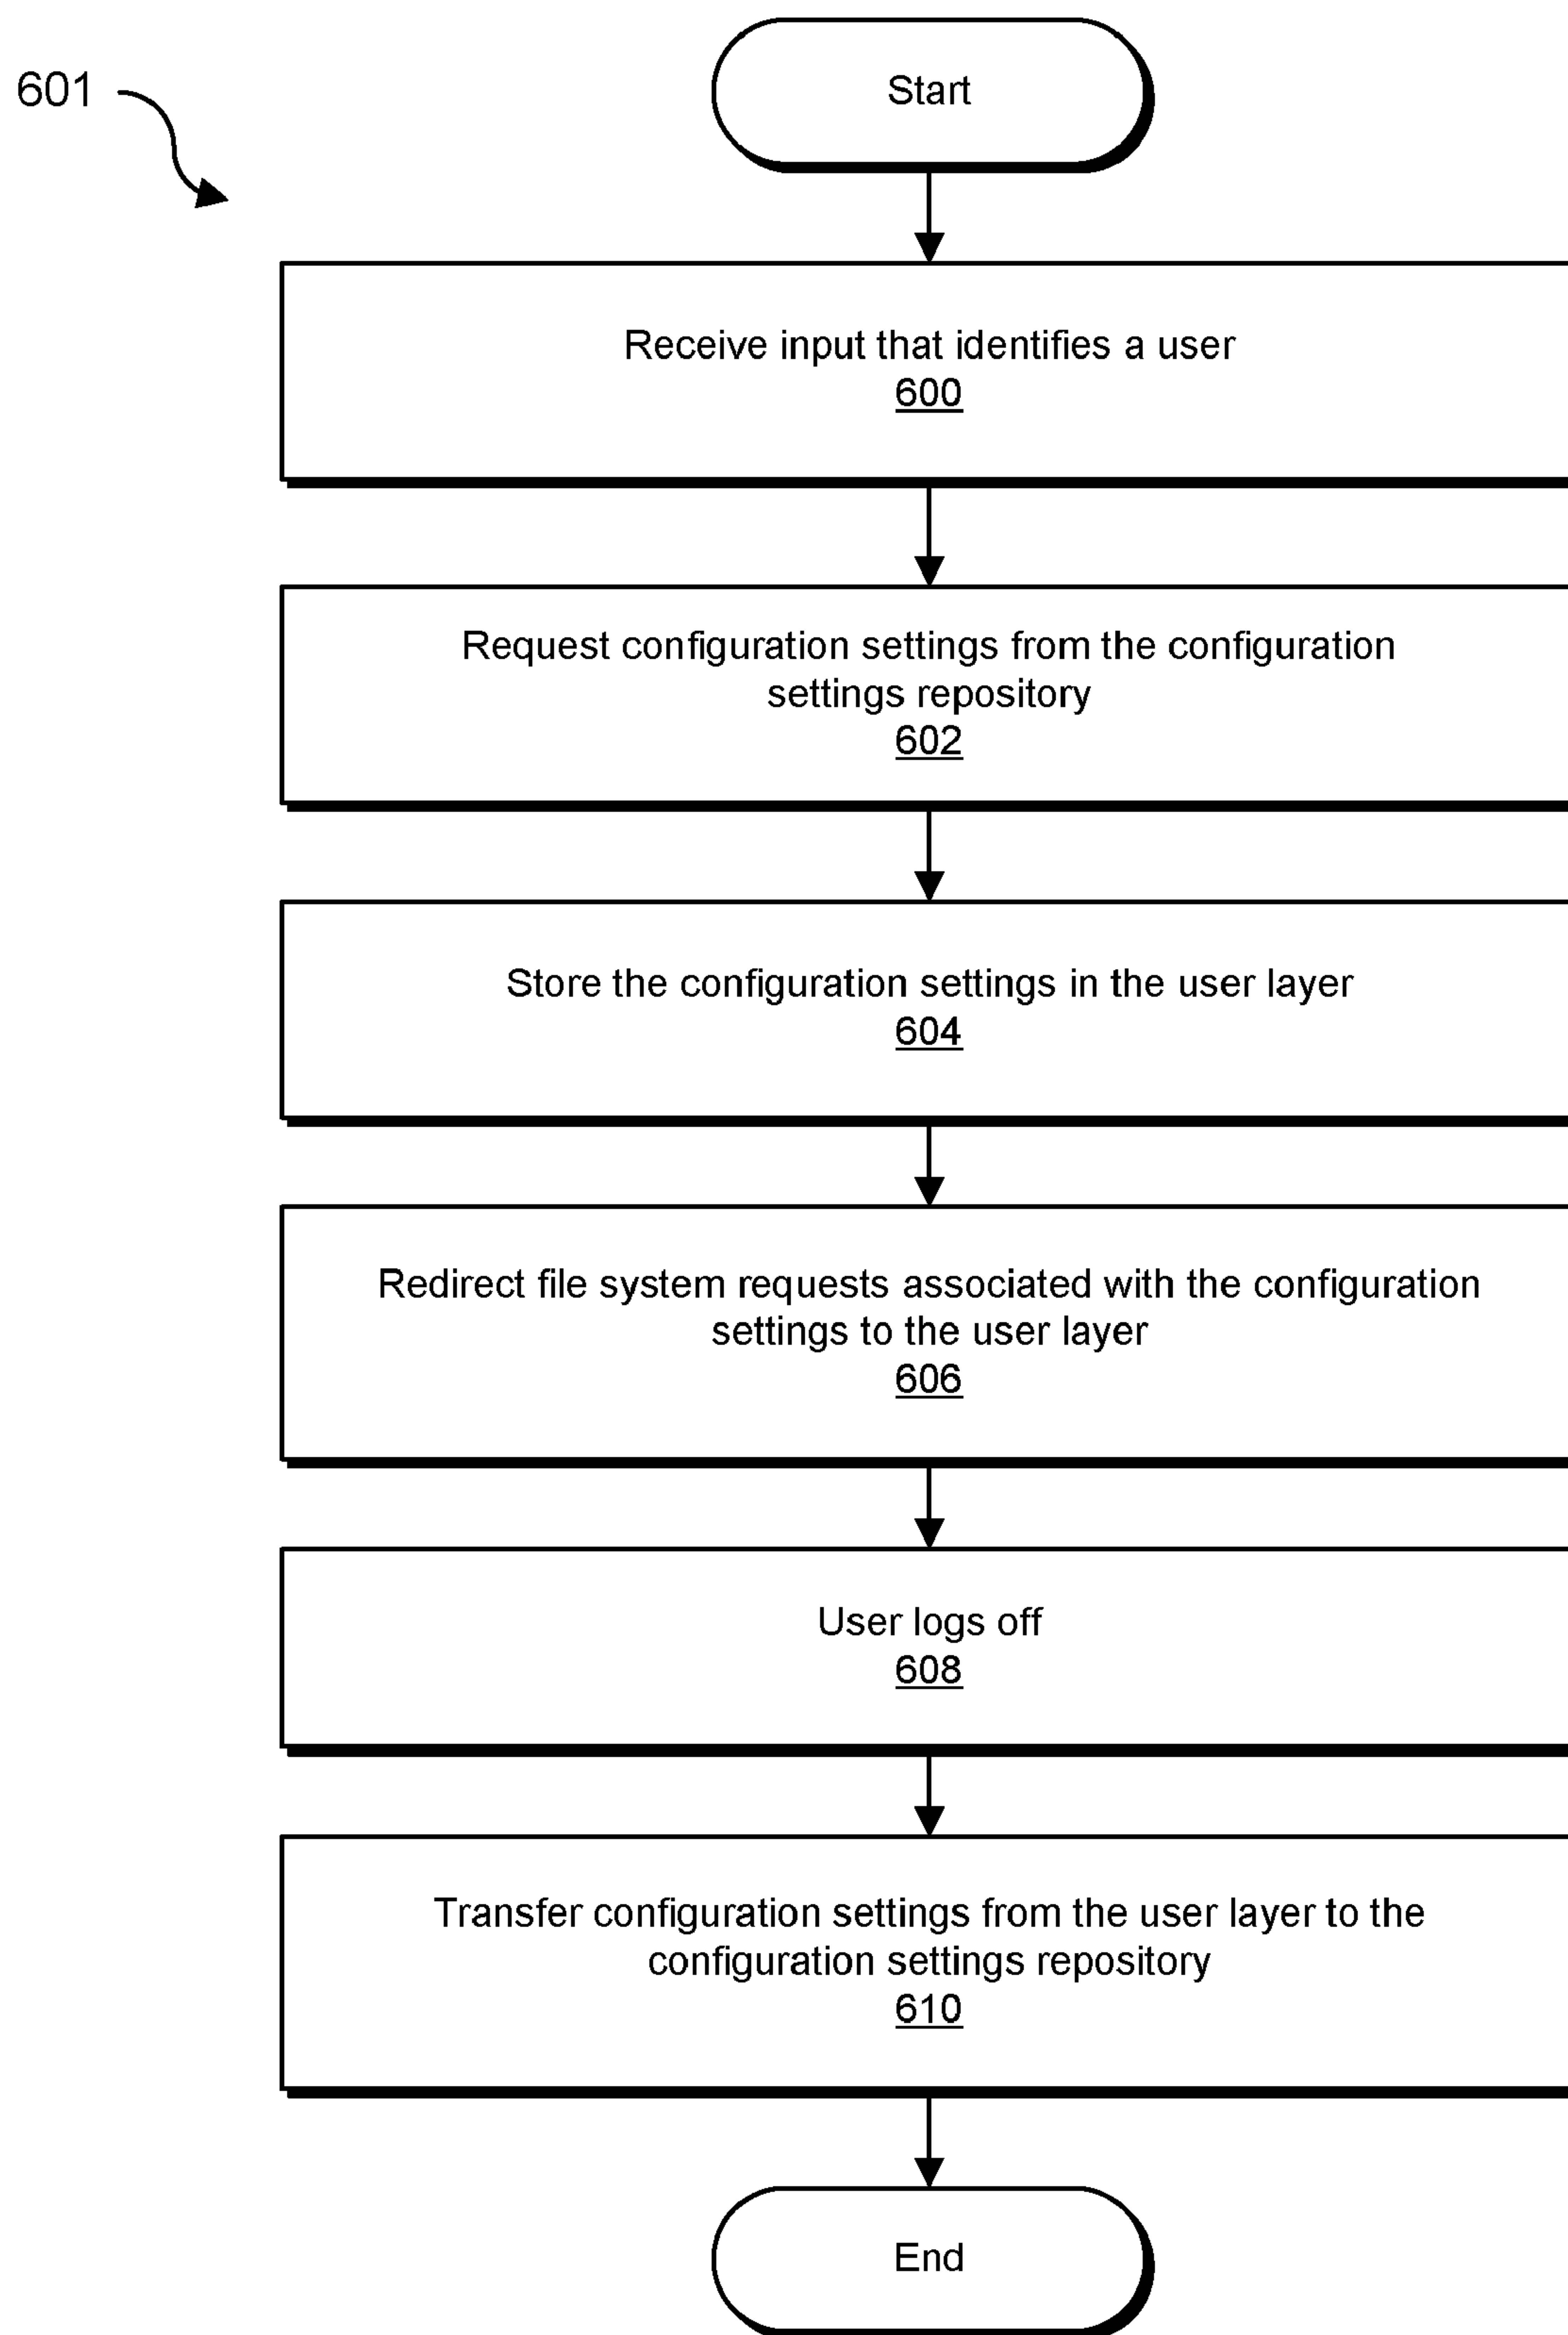 601
Start
Receive input that identifies a user
600
Request configuration settings from the configuration
settings repository
602
Store the configuration settings in the user layer
604
Redirect file system requests associated with the configuration
settings to the user layer
606
User logs off
608
Transfer configuration settings from the user layer to the
configuration settings repository
610
End